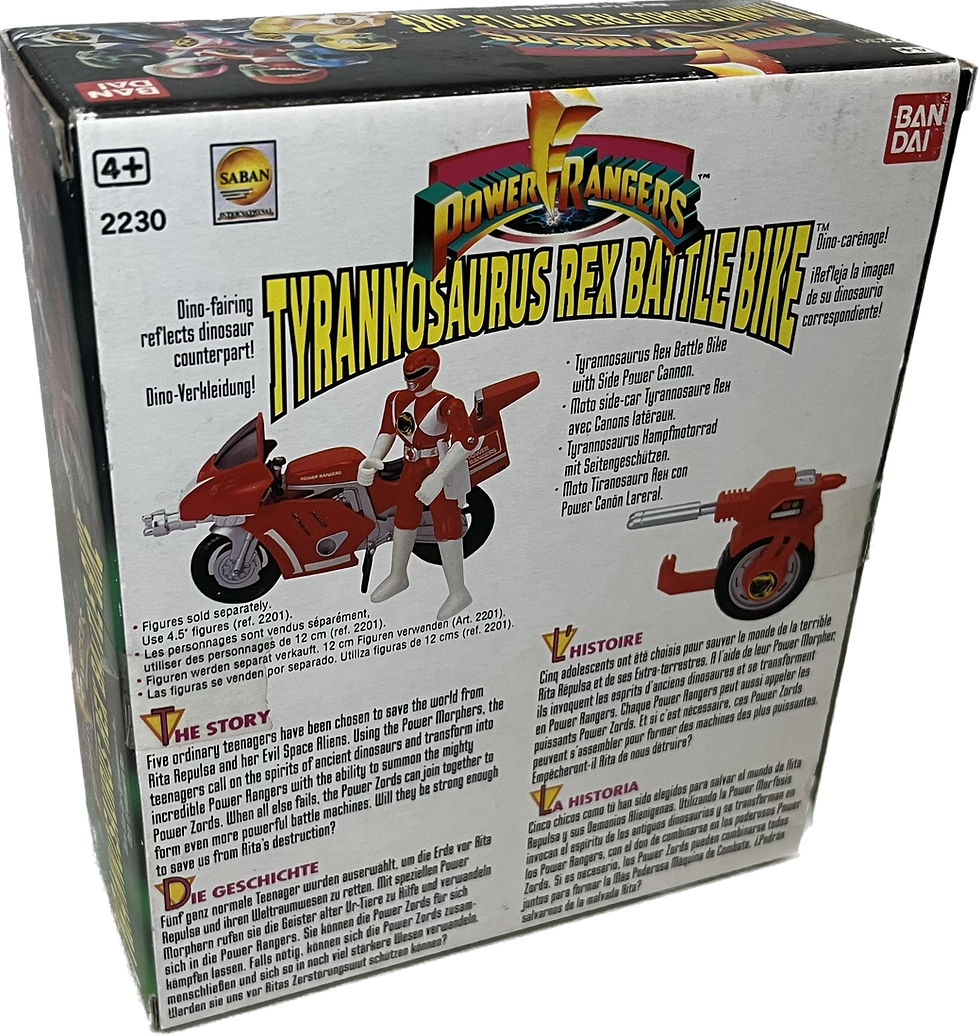 BAN
DAI
4+
2230
SABAN
INTERNATIONAL
POWER RANGERS™
TYRANNOSAURUS REX BATTLE BIKE™
BAN
DAI
Dino-fairing
reflects dinosaur
counterpart!
Dino-Verkleidung!
Dino-carénage!
¡Refleja la imagen
de su dinosaurio
correspondiente!
· Tyrannosaurus Rex Battle Bike
with Side Power Cannon.
· Moto side-car Tyrannosaure Rex
avec Canons latéraux.
· Tyrannosaurus Kampfmotorrad
mit Seitengeschützen.
· Moto Tiranosauro Rex con
Power Canón Lareral.
POWER RANGERS
POWER
RANGERS
• Figures sold separately.
Use 4.5" figures (ref. 2201).
• Les personnages sont vendus séparément,
utiliser des personnages de 12 cm (ref. 2201).
• Figuren werden separat verkauft. 12 cm Figuren verwenden (Art. 2201).
• Las figuras se venden por separado. Utiliza figuras de 12 cms (ref. 2201).
THE STORY
Five ordinary teenagers have been chosen to save the world from
Rita Repulsa and her Evil Space Aliens. Using the Power Morphers, the
teenagers call on the spirits of ancient dinosaurs and transform into
incredible Power Rangers with the ability to summon the mighty
Power Zords. When all else fails, the Power Zords can join together to
form even more powerful battle machines. Will they be strong enough
to save us from Rita's destruction?
DIE GESCHICHTE
Fünf ganz normale Teenager wurden auserwählt, um die Erde vor Rita
Repulsa und ihren Weltraumwesen zu retten. Mit speziellen Power
Morphern rufen sie die Geister alter Ur-Tiere zu Hilfe und verwandeln
sich in die Power Rangers. Sie können die Power Zords für sich
kämpfen lassen. Falls nötig, können sich die Power Zords zusam-
menschließen und sich so in noch viel stärkere Wesen verwandeln.
Werden sie uns vor Ritas Zerstörungswut schützen können?
L'HISTOIRE
Cinq adolescents ont été choisis pour sauver le monde de la terrible
Rita Répulsa et de ses Extra-terrestres. A l'aide de leur Power Morpher,
ils invoquent les esprits d'anciens dinosaures et se transforment
en Power Rangers. Chaque Power Rangers peut aussi appeler les
puissants Power Zords. Et si c'est nécessaire, ces Power Zords
peuvent s'assembler pour former des machines des plus puissantes.
Empêcheront-il Rita de nous détruire?
LA HISTORIA
Cinco chicos como tú han sido elegidos para salvar el mundo de Rita
Repulsa y sus Demonios Alienígenas. Utilizando la Power Morfosis
invocan el espíritu de los antiguos dinosaurios y se transforman en
los Power Rangers, con el don de combinarse en los poderosos Power
Zords. Si es necesario, los Power Zords pueden combinarse todos
juntos para formar la Más Poderosa Máquina de Combate. ¿Podrán
salvarnos de la malvada Rita?